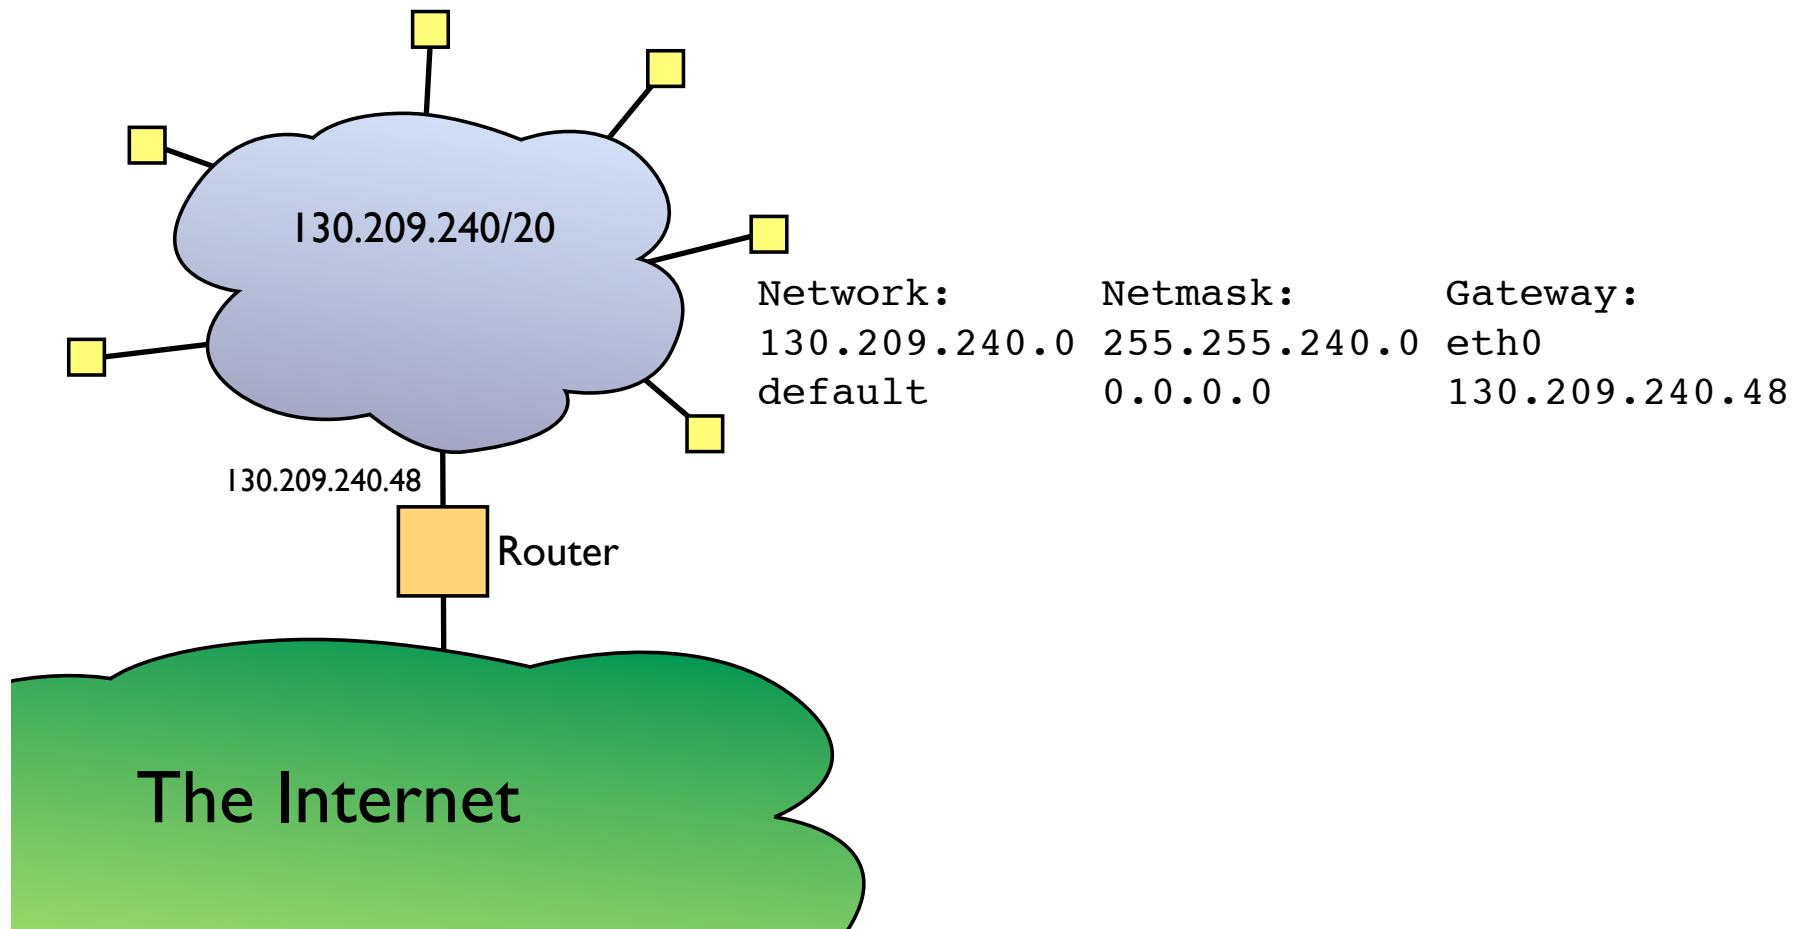 130.209.240/20
Network: Netmask: Gateway:
130.209.240.0 255.255.240.0 eth0
default 0.0.0.0 130.209.240.48
130.209.240.48
Router
The Internet